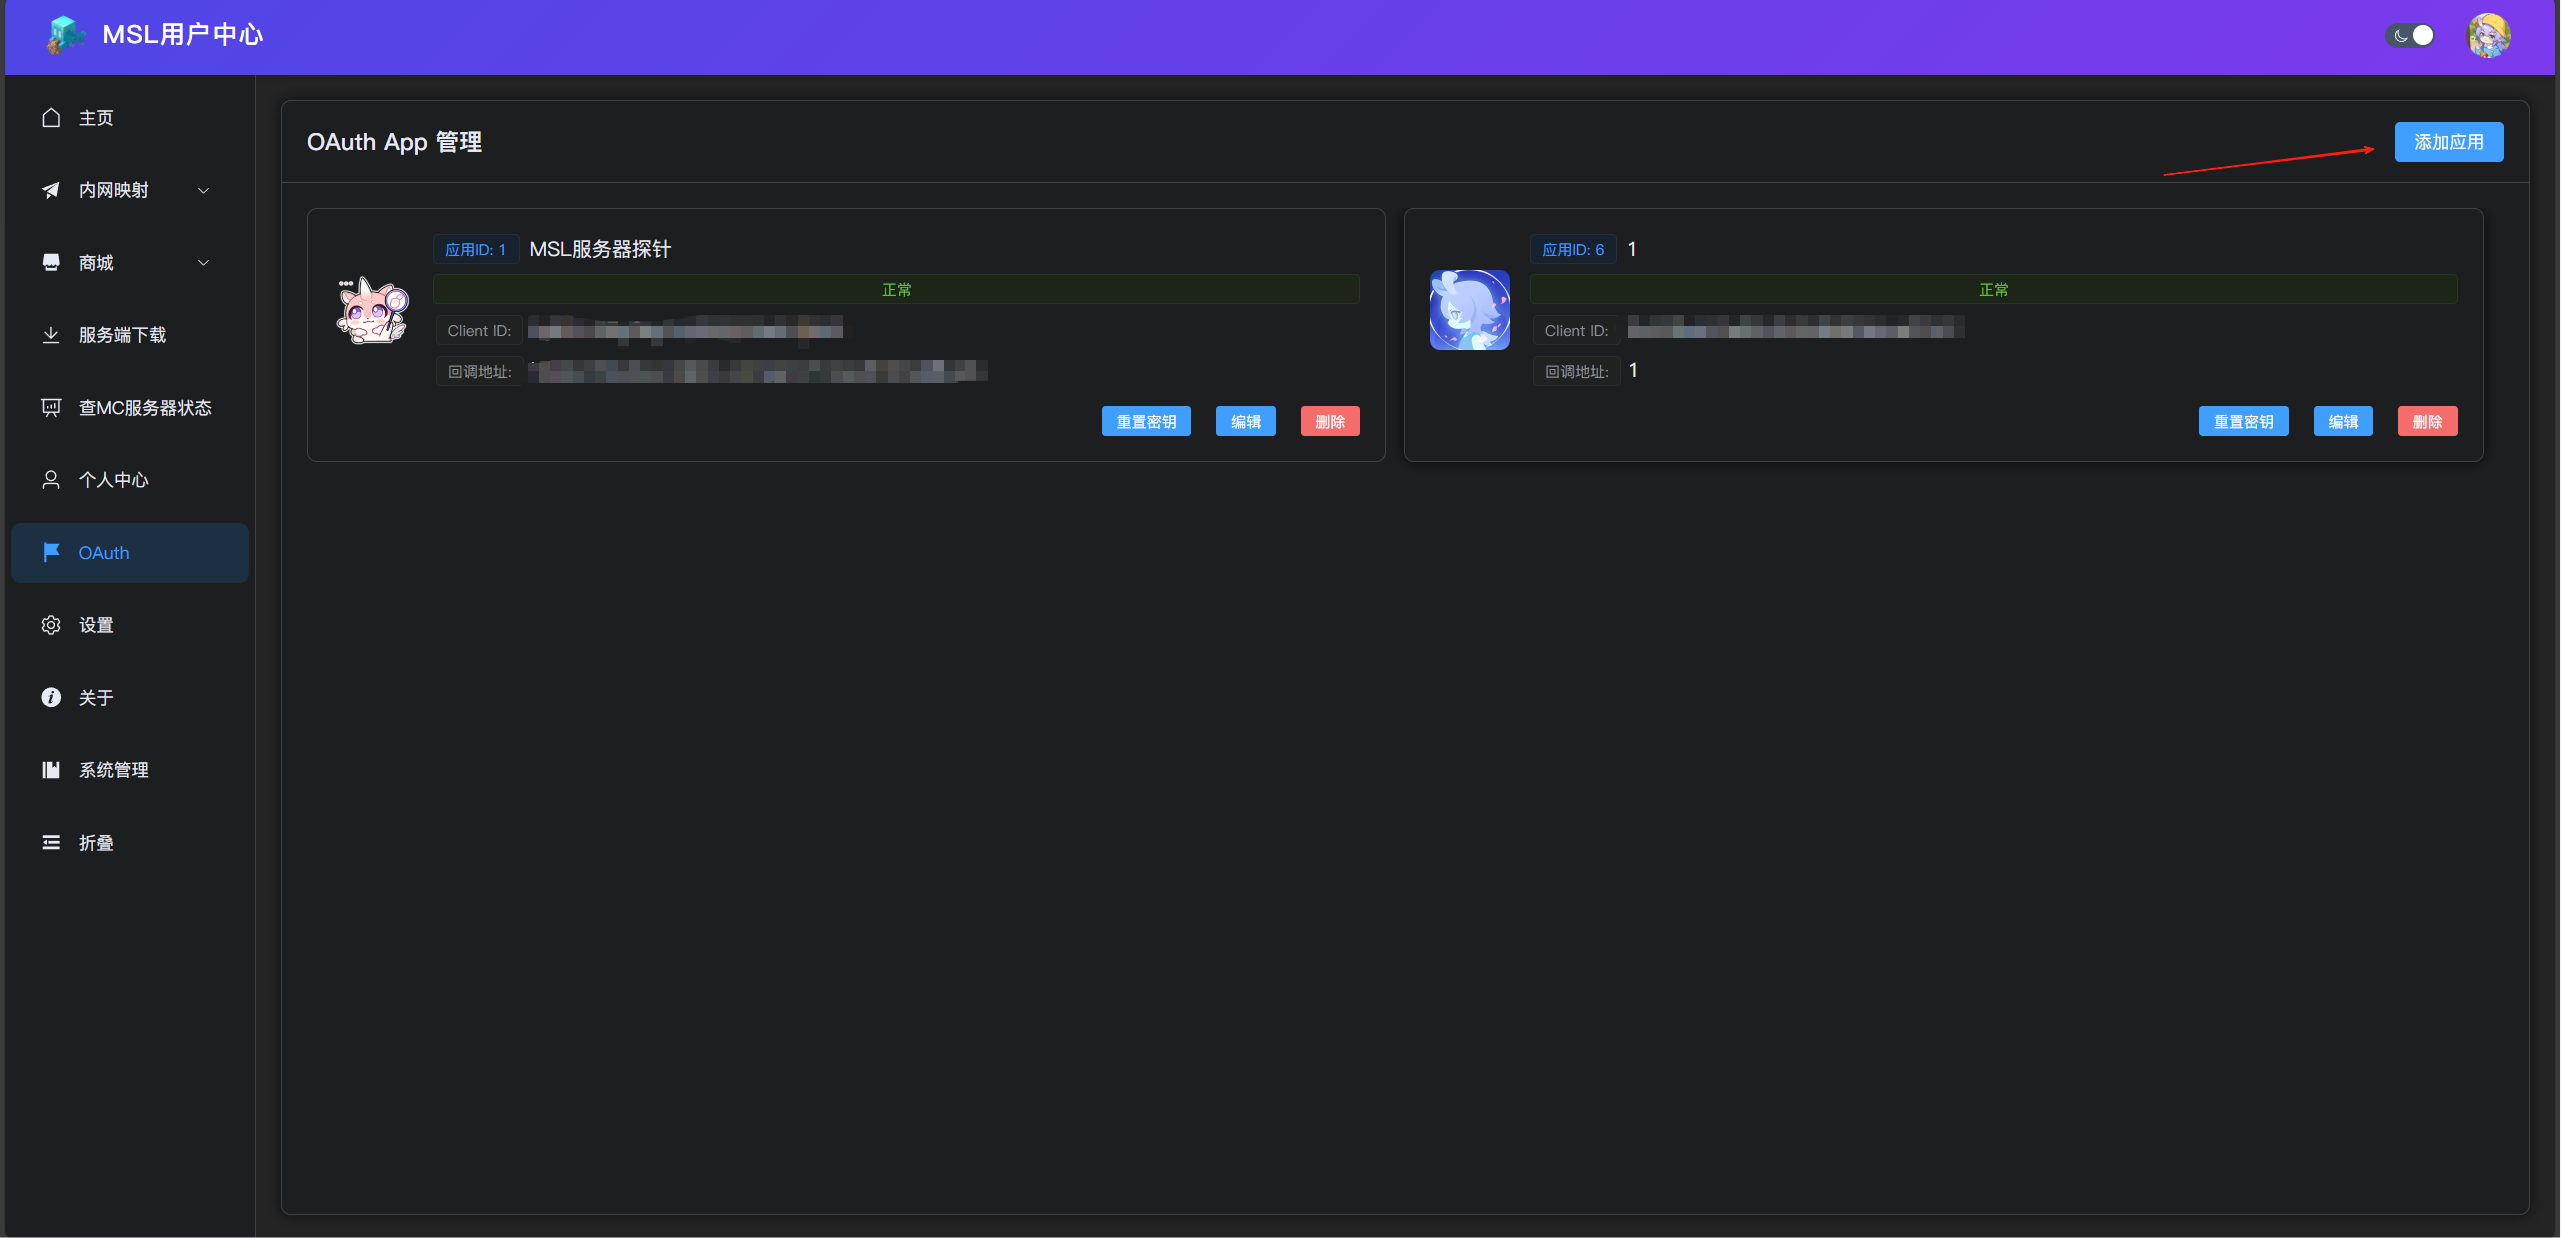 MSL用户中心
主页
内网映射
商城
服务端下载
查MC服务器状态
个人中心
OAuth
设置
关于
系统管理
折叠
OAuth App 管理
添加应用
应用ID: 1 MSL服务器探针
正常
Client ID:
回调地址:
重置密钥 编辑 删除
应用ID: 6 1
正常
Client ID:
回调地址: 1
重置密钥 编辑 删除